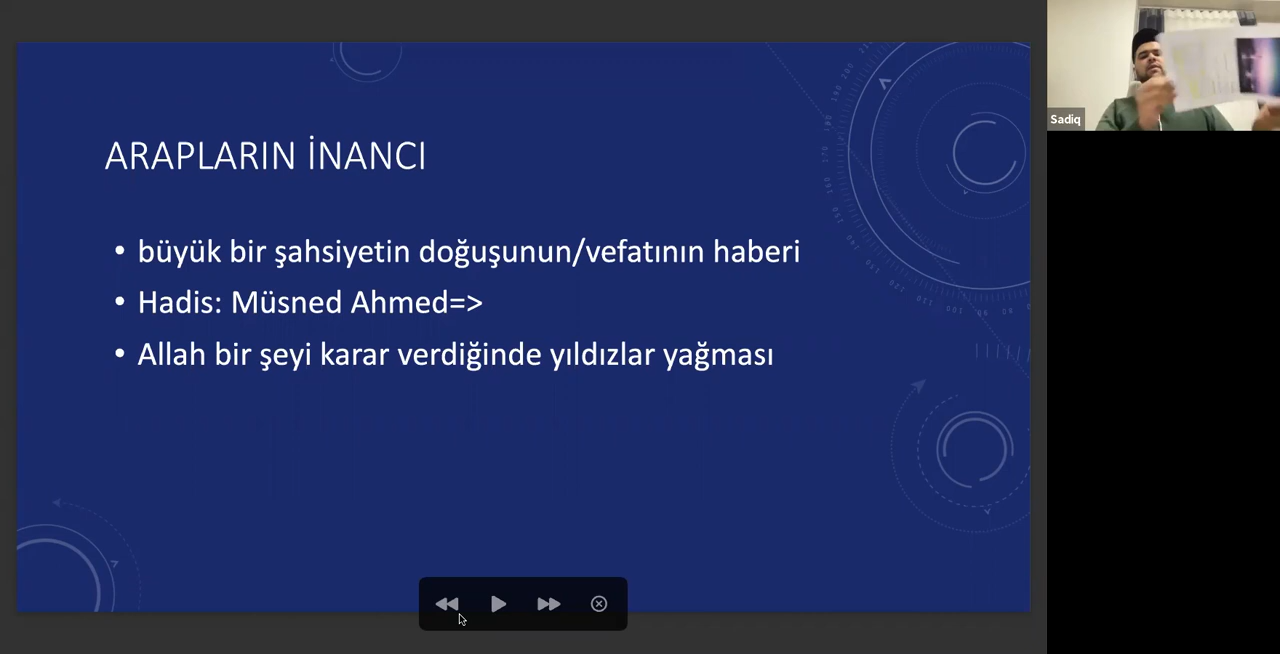 ARAPLARIN İNANCI
• büyük bir şahsiyetin doğuşunun/vefatının haberi
• Hadis: Müsned Ahmed=>
• Allah bir şeyi karar verdiğinde yıldızlar yağması
Sadiq